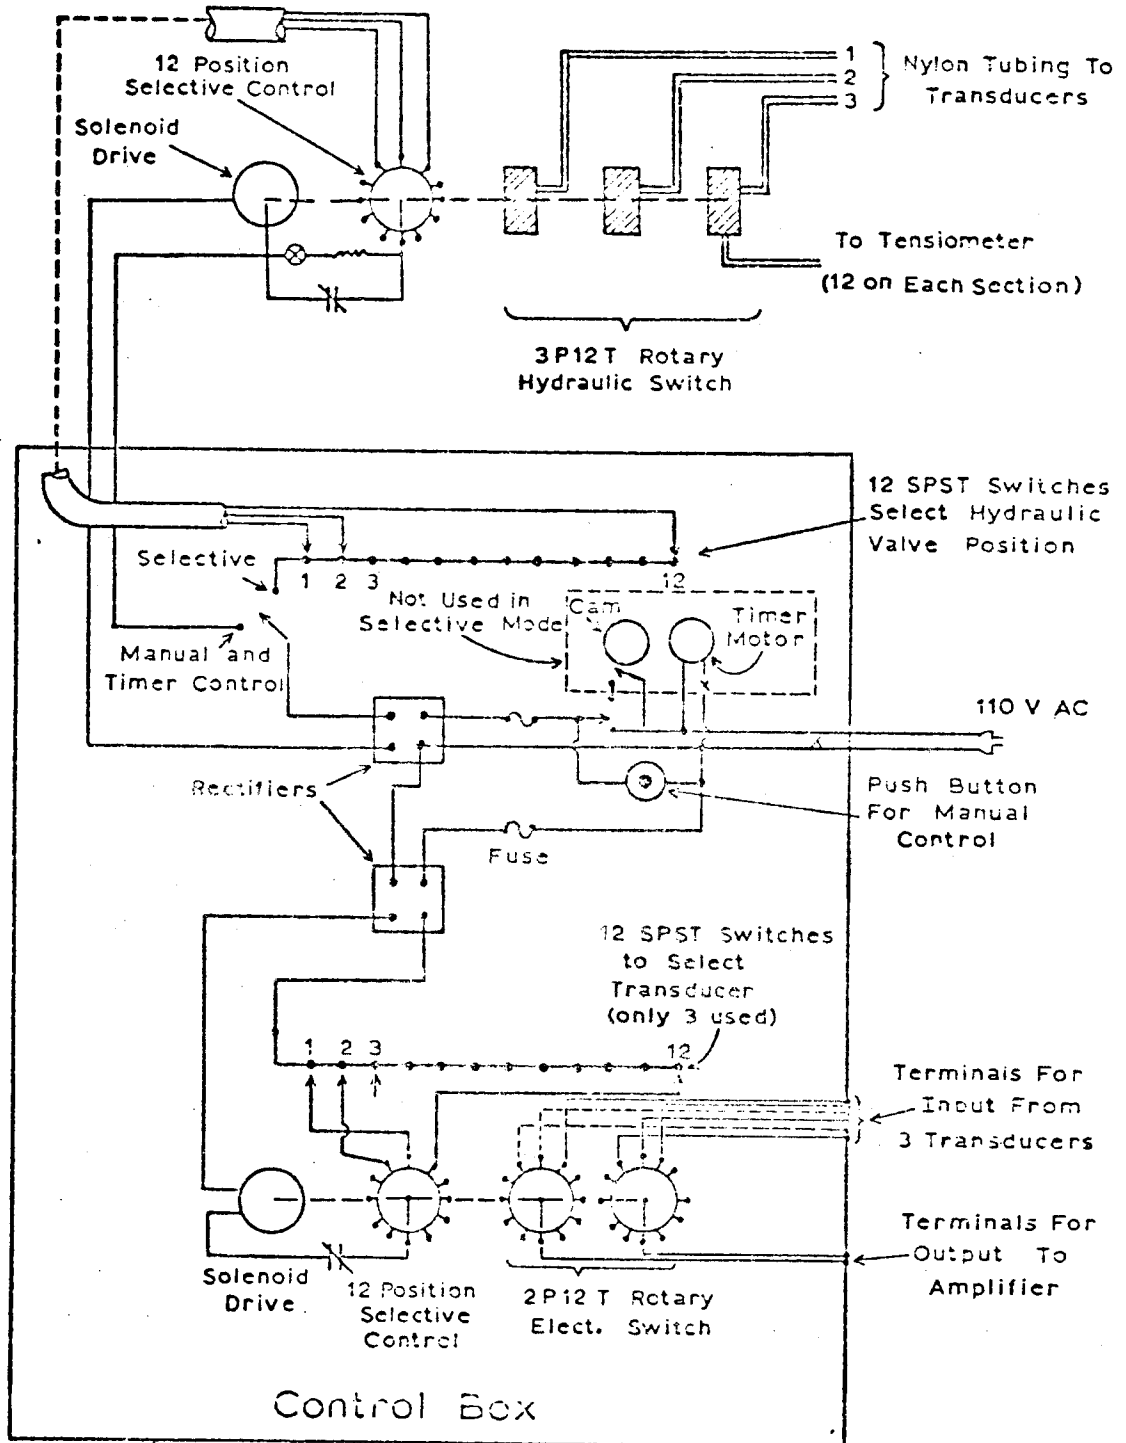 12 Position
Selective Control
Solenoid
Drive
1
2
3
Nylon Tubing To
Transducers
To Tensiometer
(12 on Each Section)
3P12T Rotary
Hydraulic Switch
12 SPST Switches
Select Hydraulic
Valve Position
Selective
1 2 3 12
Not Used in
Selective Mode
Cam
Timer
Motor
Manual and
Timer Control
110 V AC
Rectifiers
Push Button
For Manual
Control
Fuse
12 SPST Switches
to Select
Transducer
(only 3 used)
1 2 3 12
Terminals For
Input From
3 Transducers
Terminals For
Output To
Amplifier
Solenoid
Drive
12 Position
Selective
Control
2P12T Rotary
Elect. Switch
Control Box